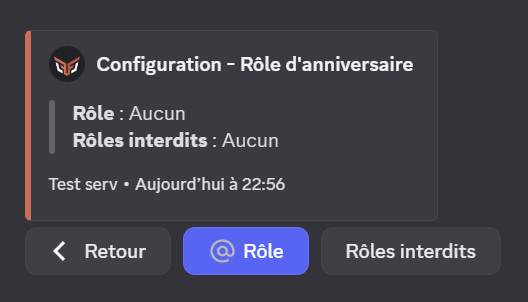 Configuration - Rôle d'anniversaire
Rôle : Aucun
Rôles interdits : Aucun
Test serv • Aujourd’hui à 22:56
Retour
@ Rôle
Rôles interdits